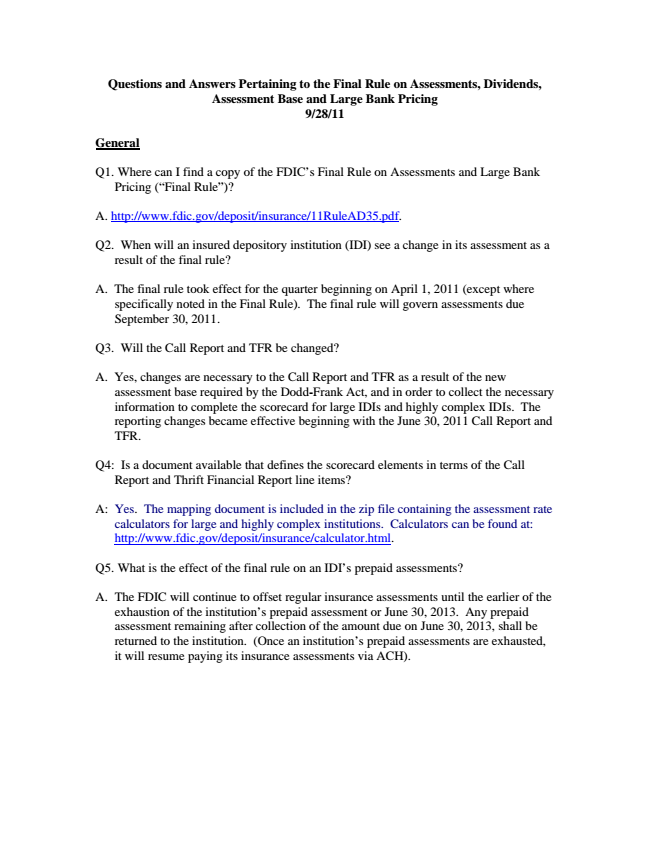 Questions and Answers Pertaining to the Final Rule on Assessments, Dividends,
Assessment Base and Large Bank Pricing
9/28/11
General
Q1. Where can I find a copy of the FDIC's Final Rule on Assessments and Large Bank
Pricing (“Final Rule”)?
A. http://www.fdic.gov/deposit/insurance/11RuleAD35.pdf.
Q2. When will an insured depository institution (IDI) see a change in its assessment as a
result of the final rule?
A. The final rule took effect for the quarter beginning on April 1, 2011 (except where
specifically noted in the Final Rule). The final rule will govern assessments due
September 30, 2011.
Q3. Will the Call Report and TFR be changed?
A. Yes, changes are necessary to the Call Report and TFR as a result of the new
assessment base required by the Dodd-Frank Act, and in order to collect the necessary
information to complete the scorecard for large IDIs and highly complex IDIs. The
reporting changes became effective beginning with the June 30, 2011 Call Report and
TFR.
Q4: Is a document available that defines the scorecard elements in terms of the Call
Report and Thrift Financial Report line items?
A: Yes. The mapping document is included in the zip file containing the assessment rate
calculators for large and highly complex institutions. Calculators can be found at:
http://www.fdic.gov/deposit/insurance/calculator.html.
Q5. What is the effect of the final rule on an IDI's prepaid assessments?
A. The FDIC will continue to offset regular insurance assessments until the earlier of the
exhaustion of the institution's prepaid assessment or June 30, 2013. Any prepaid
assessment remaining after collection of the amount due on June 30, 2013, shall be
returned to the institution. (Once an institution's prepaid assessments are exhausted,
it will resume paying its insurance assessments via ACH).